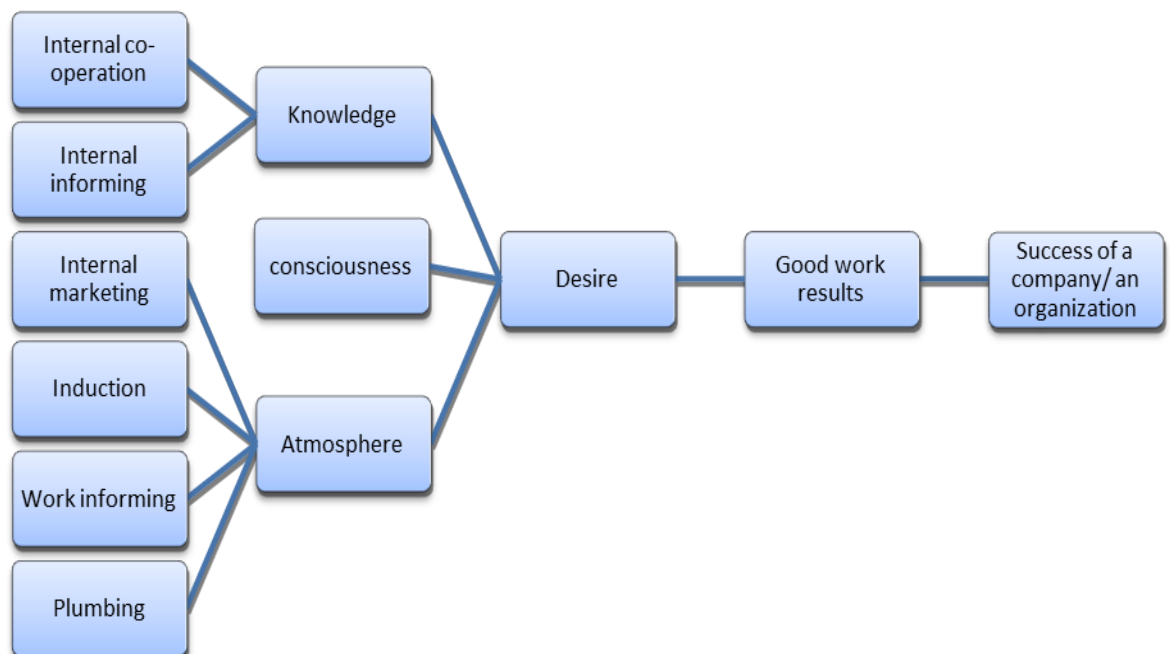 Internal co-
operation
Internal
informing
Internal
marketing
Induction
Work informing
Plumbing
Knowledge
consciousness
Atmosphere
Desire
Good work
results
Success of a
company/ an
organization